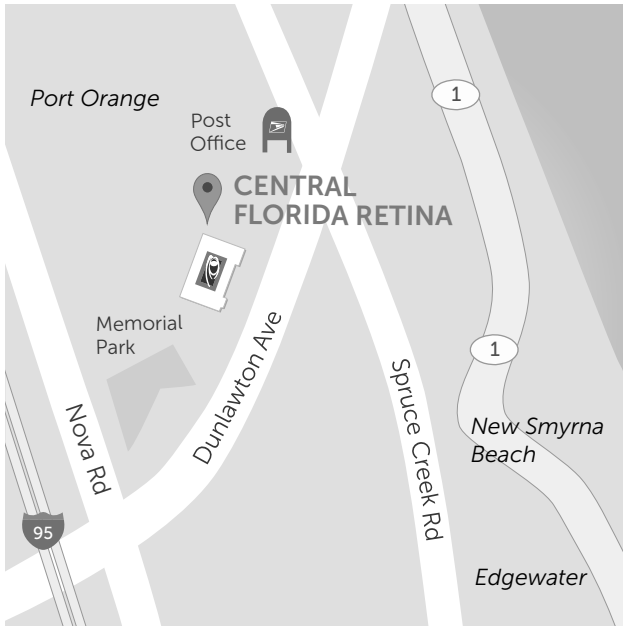 1
Port Orange
Post
Office
CENTRAL
FLORIDA RETINA
Memorial
Park
1
Dunlawton Ave
Spruce Creek Rd
Nova Rd
New Smyrna
Beach
95
Edgewater